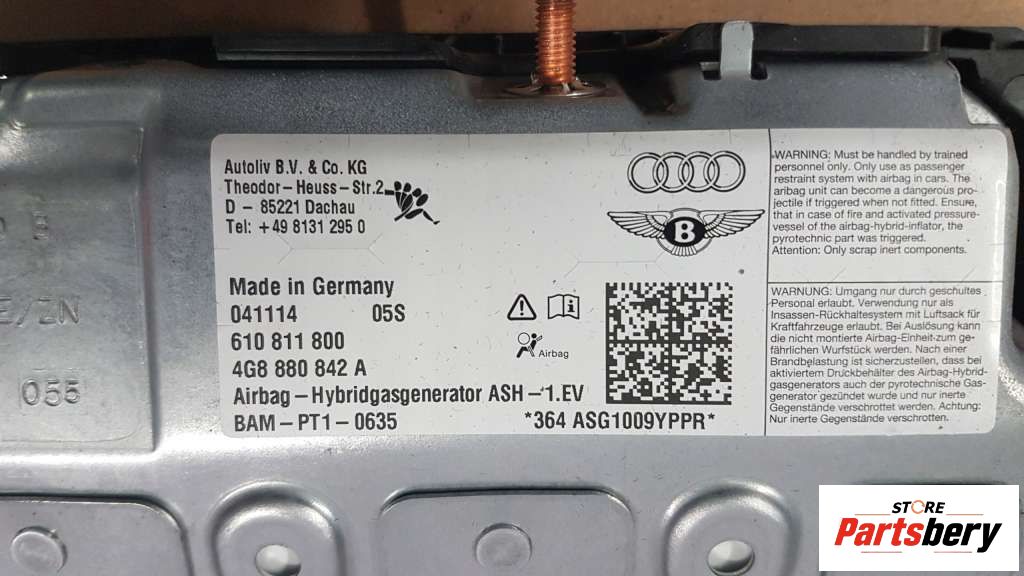 Autoliv B.V. & Co. KG
Theodor-Heuss-Str.2
D - 85221 Dachau
Tel: +49 8131 295 0
B
Made in Germany
041114 05S
610 811 800
4G8 880 842 A
Airbag - Hybridgasgenerator ASH -1.EV
BAM - PT1 - 0635
*364 ASG1009YPPR*
Airbag
WARNING: Must be handled by trained
personnel only. Only use as passenger
restraint system with airbag in cars. The
aribag unit can become a dangerous pro-
jectile if triggered when not fitted. Ensure,
that in case of fire and activated pressure-
vessel of the airbag-hybrid-inflator, the
pyrotechnic part was triggered.
Attention: Only scrap inert components.
WARNUNG: Umgang nur durch geschultes
Personal erlaubt. Verwendung nur als
Insassen-Rückhaltesystem mit Luftsack für
Kraftfahrzeuge erlaubt. Bei Auslösung kann
die nicht montierte Airbag-Einheit zum ge-
fährlichen Wurfstück werden. Nach einer
Brandbelastung ist sicherzustellen, dass bei
aktiviertem Druckbehälter des Airbag-Hybrid-
gasgenerators auch der pyrotechnische Gas-
generator gezündet wurde und nur inerte
Gegenstände verschrottet werden. Achtung:
Nur inerte Gegenstände verschrotten.
E/ZN
055
STORE
Partsbery